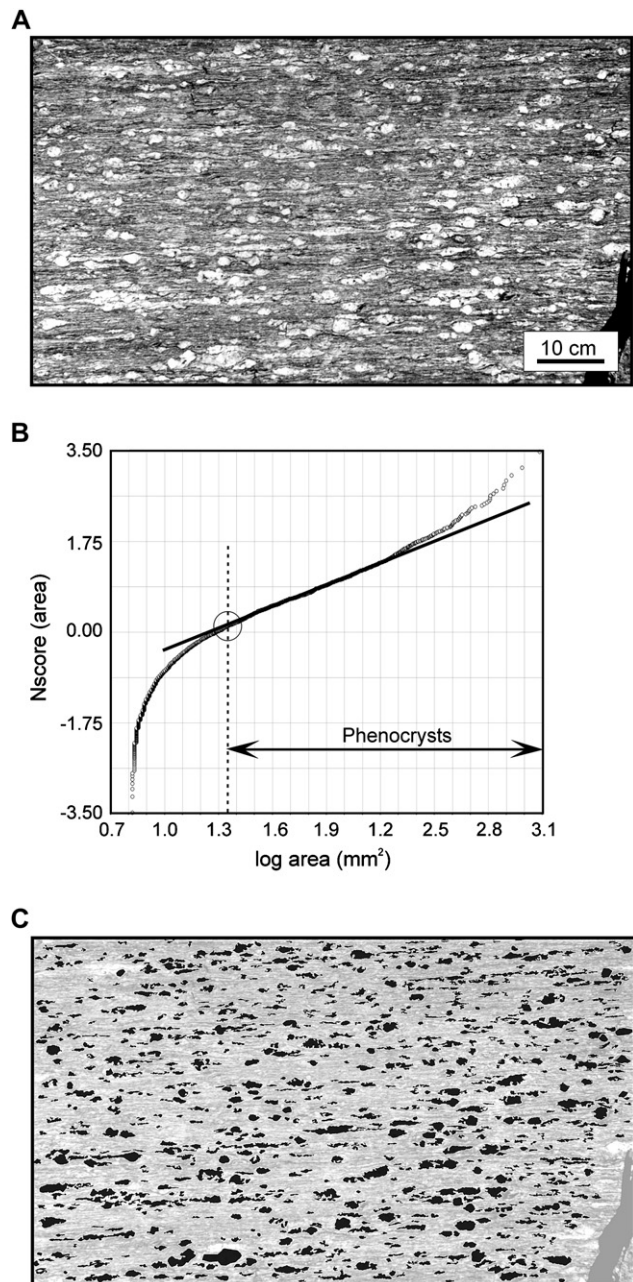 A
10 cm
B
3.50
1.75
0.00
-1.75
-3.50
Nscore (area)
Phenocrysts
0.7 1.0 1.3 1.6 1.9 1.2 2.5 2.8 3.1
log area (mm²)
C